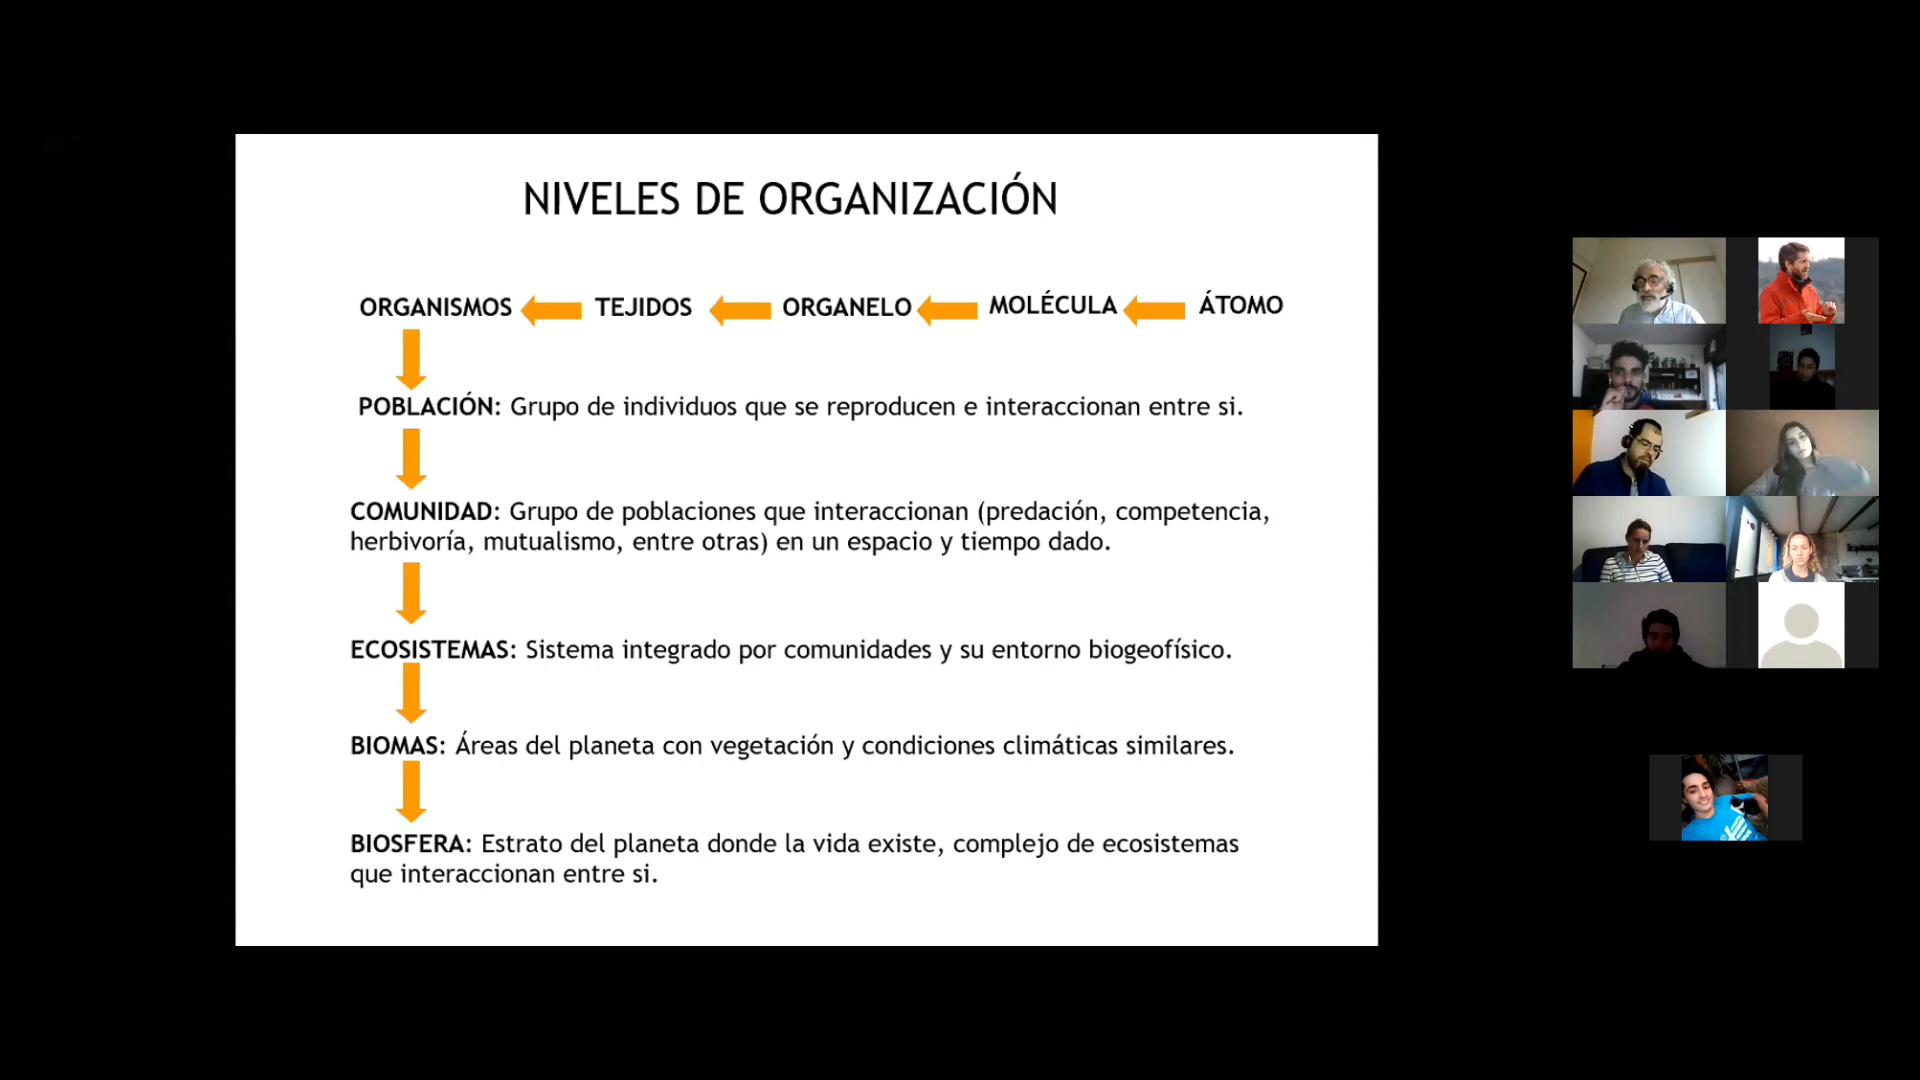 NIVELES DE ORGANIZACIÓN
ORGANISMOS TEJIDOS ORGANELO MOLÉCULA ÁTOMO
POBLACIÓN: Grupo de individuos que se reproducen e interaccionan entre si.
COMUNIDAD: Grupo de poblaciones que interaccionan (predación, competencia,
herbivoría, mutualismo, entre otras) en un espacio y tiempo dado.
ECOSISTEMAS: Sistema integrado por comunidades y su entorno biogeofísico.
BIOMAS: Áreas del planeta con vegetación y condiciones climáticas similares.
BIOSFERA: Estrato del planeta donde la vida existe, complejo de ecosistemas
que interaccionan entre si.